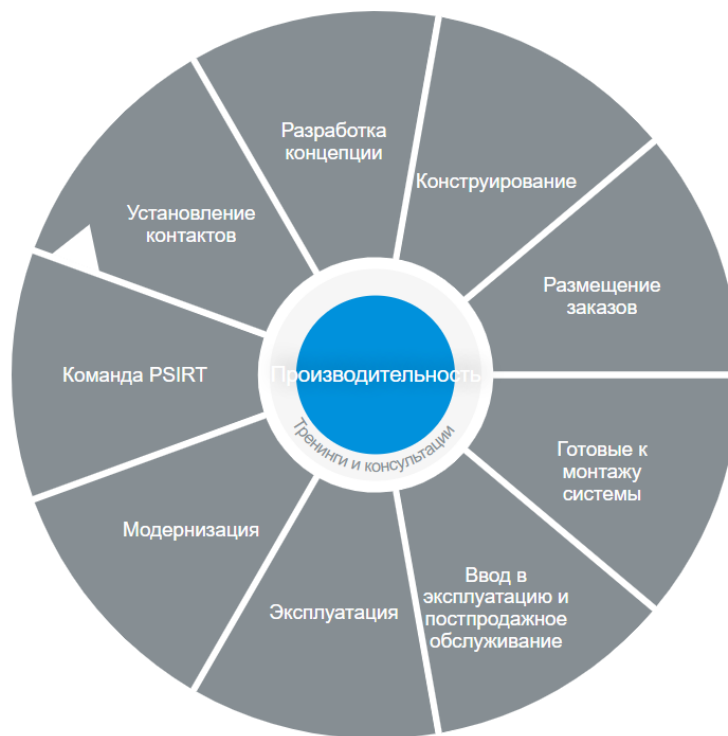 Разработка
концепции
Конструирование
Установление
контактов
Размещение
заказов
Команда PSIRT
Производительность
Тренинги и консультации
Готовые к
монтажу
системы
Модернизация
Эксплуатация
Ввод в
эксплуатацию и
постпродажное
обслуживание